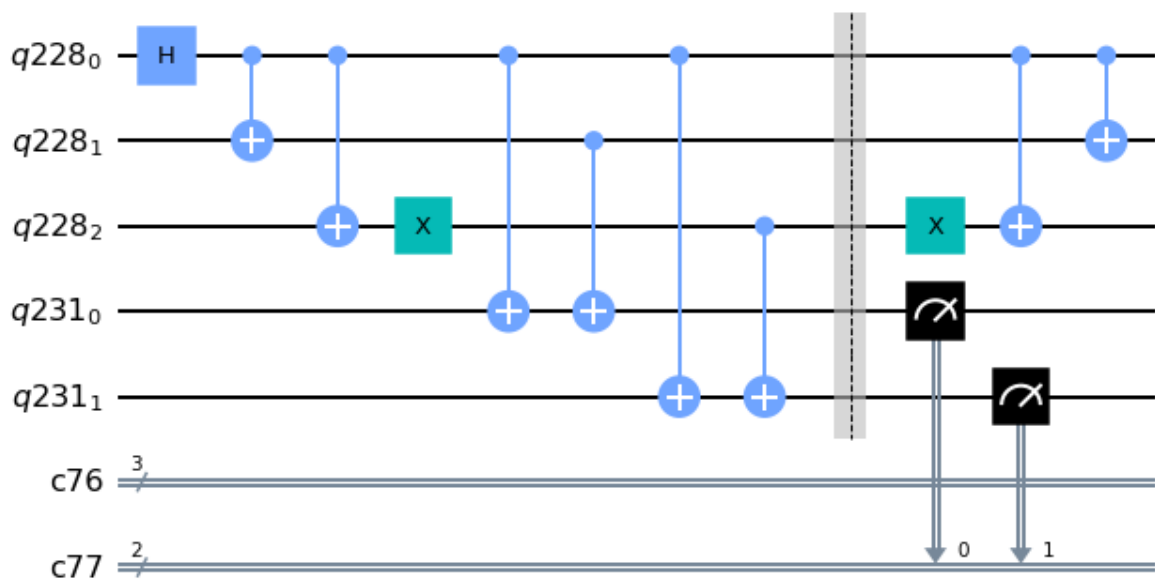 q228₀ H
q228₁
q228₂ X X
q231₀
q231₁
c76 3
c77 2 0 1